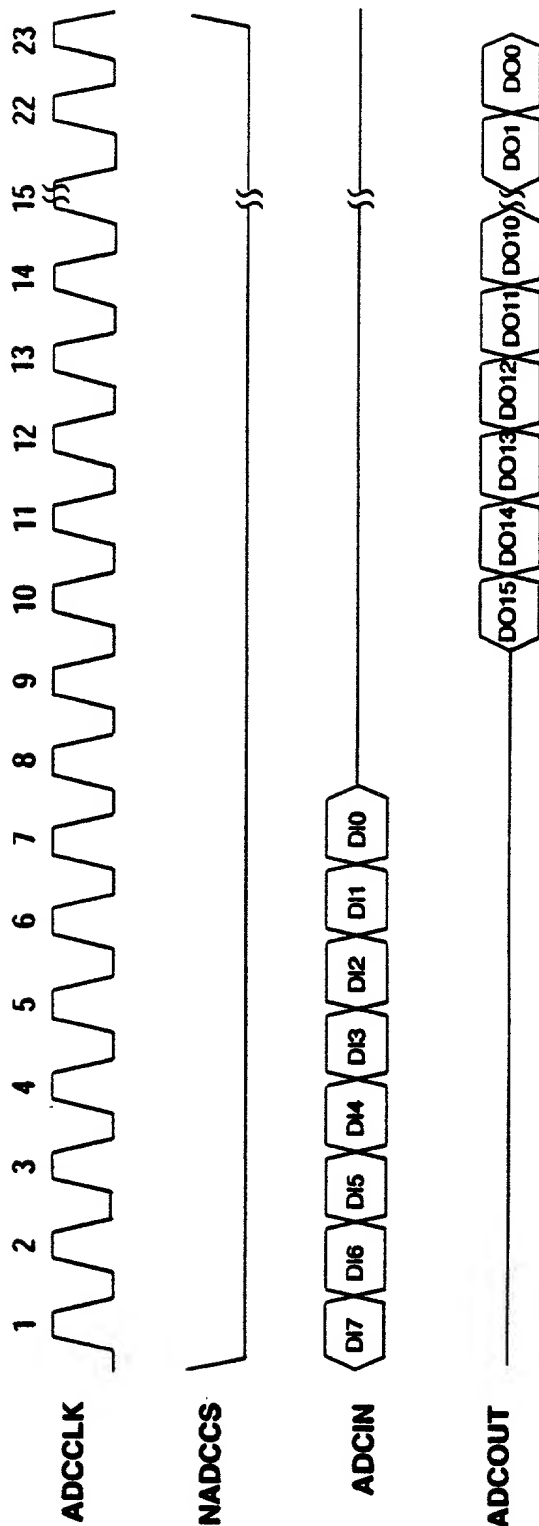 1 2 3 4 5 6 7 8 9 10 11 12 13 14 15 22 23
ADCCLK
NADCCS
ADCIN DI7 DI6 DI5 DI4 DI3 DI2 DI1 DI0
ADCOUT DO15 DO14 DO13 DO12 DO11 DO10 DO1 DO0